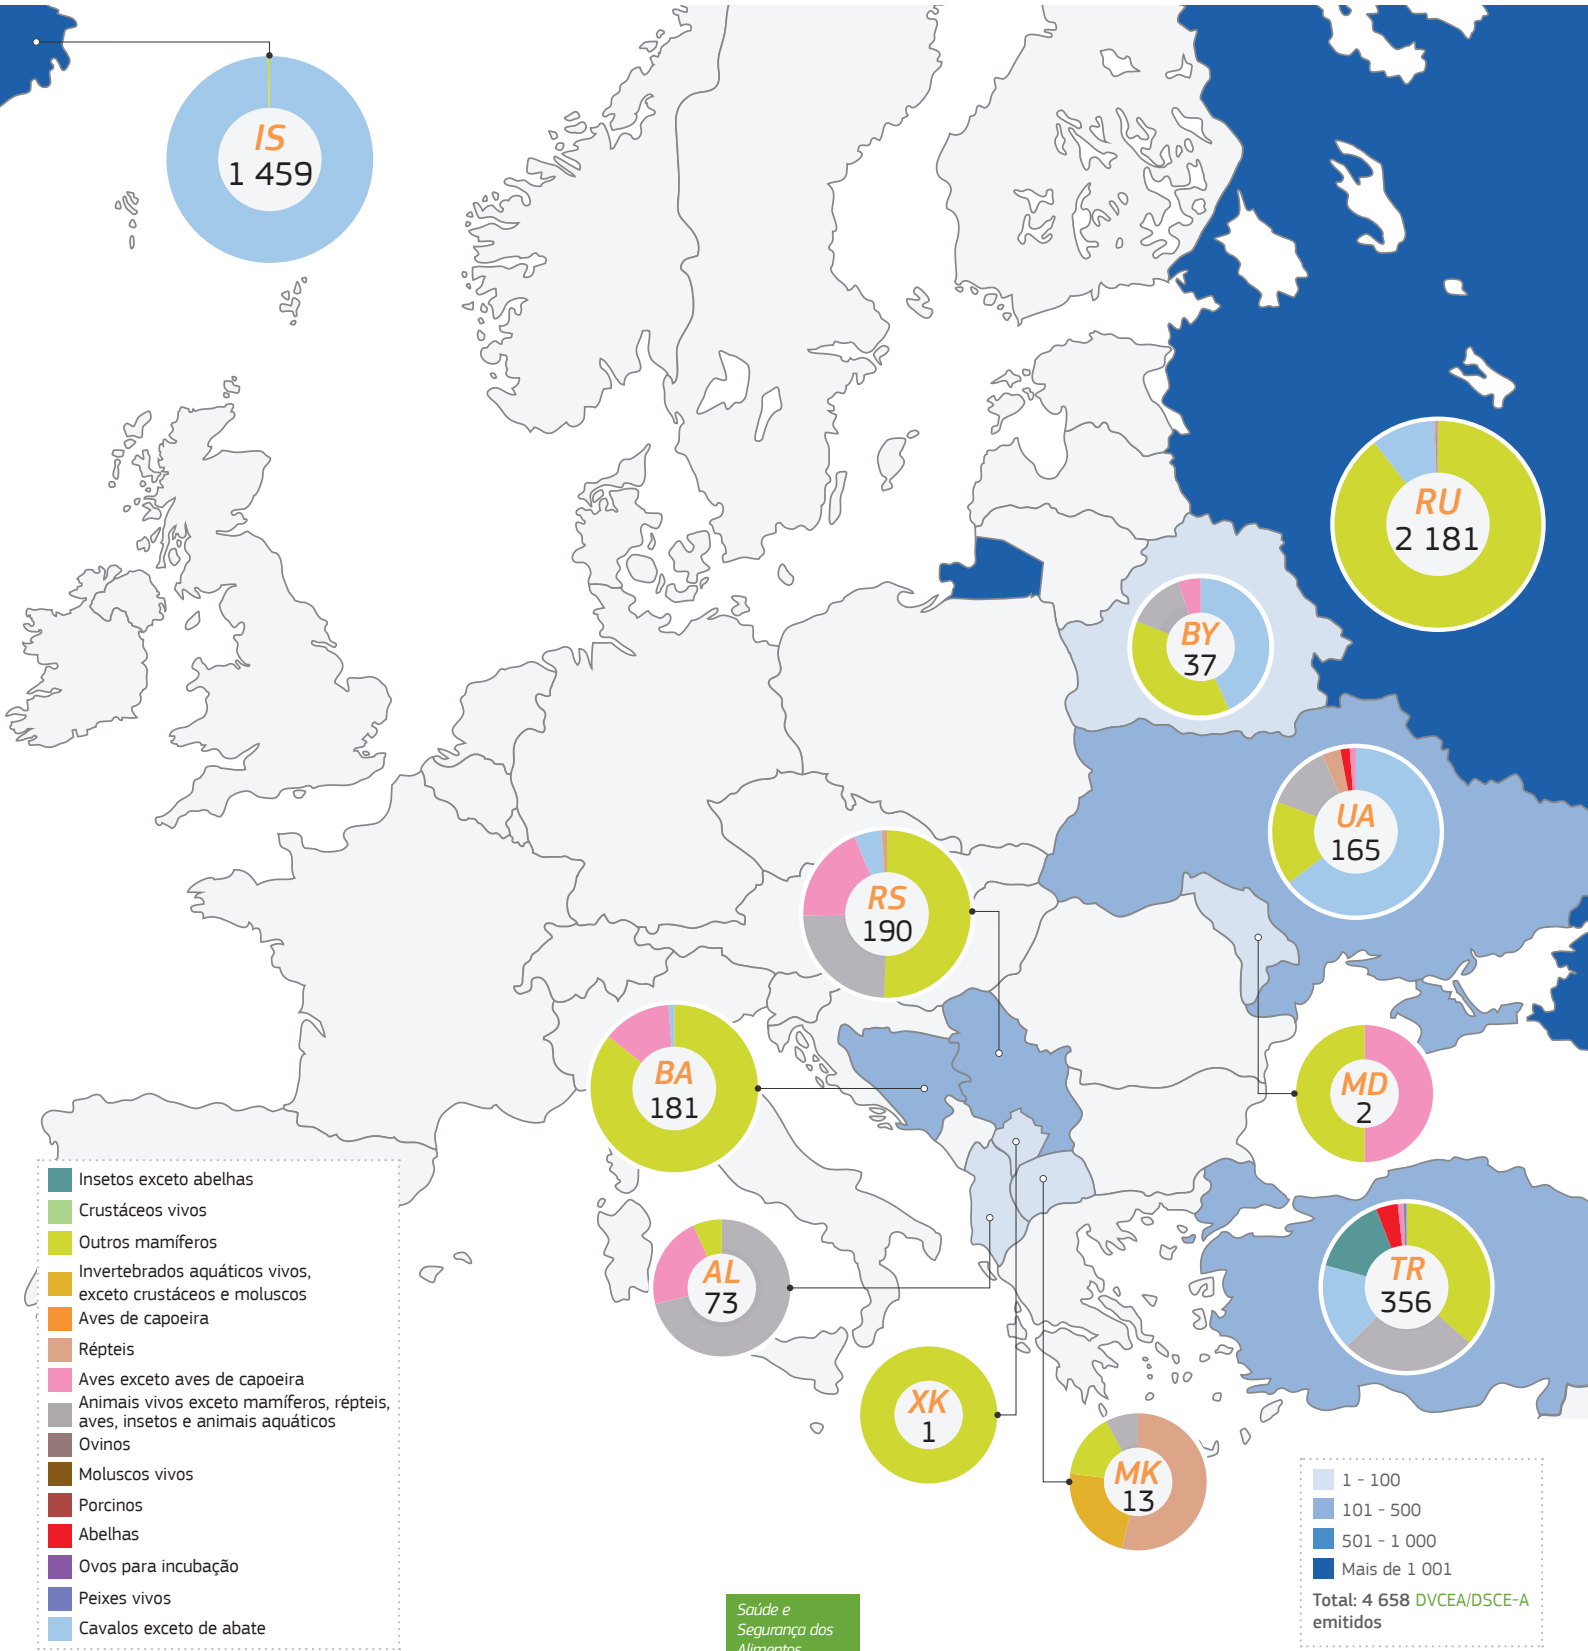 IS
1 459
RU
2 181
BY
37
UA
165
RS
190
BA
181
MD
2
AL
73
TR
356
XK
1
MK
13
Insetos exceto abelhas
Crustáceos vivos
Outros mamíferos
Invertebrados aquáticos vivos,
exceto crustáceos e moluscos
Aves de capoeira
Répteis
Aves exceto aves de capoeira
Animais vivos exceto mamíferos, répteis,
aves, insetos e animais aquáticos
Ovinos
Moluscos vivos
Porcinos
Abelhas
Ovos para incubação
Peixes vivos
Cavalos exceto de abate
1 - 100
101 - 500
501 - 1 000
Mais de 1 001
Total: 4 658 DVCEA/DSCE-A
emitidos
Saúde e
Segurança dos
Alimentos